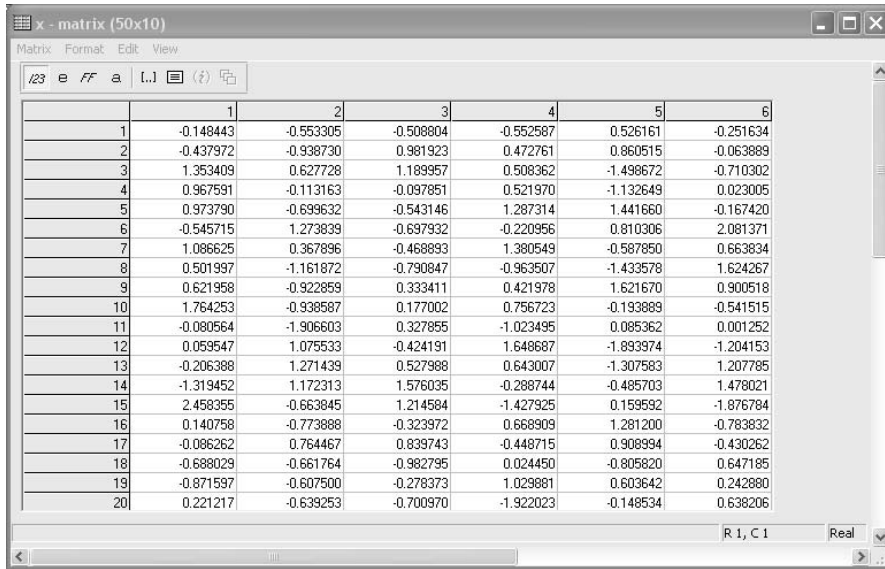 x - matrix (50x10)
Matrix Format Edit View
123 e FF a [..] (i)
1 2 3 4 5 6
1 -0.148443 -0.553305 -0.508804 -0.552587 0.526161 -0.251634
2 -0.437972 -0.938730 0.981923 0.472761 0.860515 -0.063889
3 1.353409 0.627728 1.189957 0.508362 -1.498672 -0.710302
4 0.967591 -0.113163 -0.097851 0.521970 -1.132649 0.023005
5 0.973790 -0.699632 -0.543146 1.287314 1.441660 -0.167420
6 -0.545715 1.273839 -0.697932 -0.220956 0.810306 2.081371
7 1.086625 0.367896 -0.468893 1.380549 -0.587850 0.663834
8 0.501997 -1.161872 -0.790847 -0.963507 -1.433578 1.624267
9 0.621958 -0.922859 0.333411 0.421978 1.621670 0.900518
10 1.764253 -0.938587 0.177002 0.756723 -0.193889 -0.541515
11 -0.080564 -1.906603 0.327855 -1.023495 0.085362 0.001252
12 0.059547 1.075533 -0.424191 1.648687 -1.893974 -1.204153
13 -0.206388 1.271439 0.527988 0.643007 -1.307583 1.207785
14 -1.319452 1.172313 1.576035 -0.288744 -0.485703 1.478021
15 2.458355 -0.663845 1.214584 -1.427925 0.159592 -1.876784
16 0.140758 -0.773888 -0.323972 0.668909 1.281200 -0.783832
17 -0.086262 0.764467 0.839743 -0.448715 0.908994 -0.430262
18 -0.688029 -0.661764 -0.982795 0.024450 -0.805820 0.647185
19 -0.871597 -0.607500 -0.278373 1.029881 0.603642 0.242880
20 0.221217 -0.639253 -0.700970 -1.922023 -0.148534 0.638206
R 1, C 1 Real